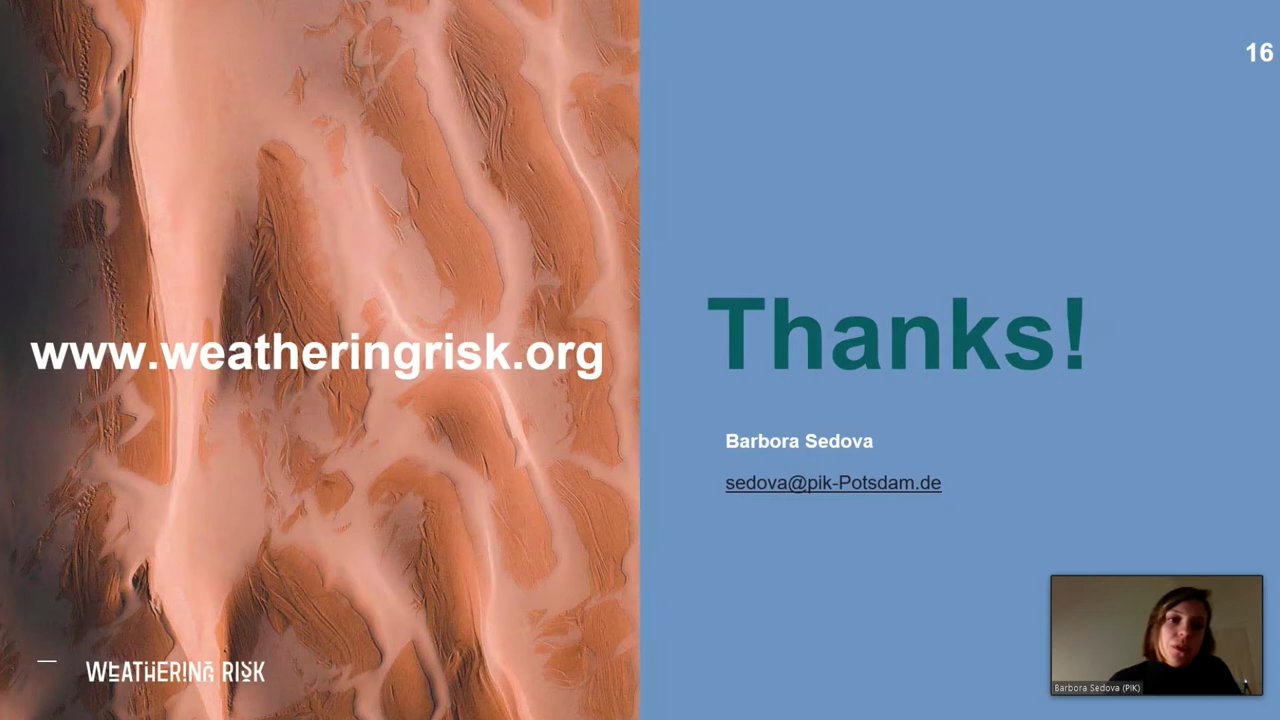 www.weatheringrisk.org
WEATHERING RISK
16
Thanks!
Barbora Sedova
sedova@pik-Potsdam.de
Barbora Sedova (PIK)